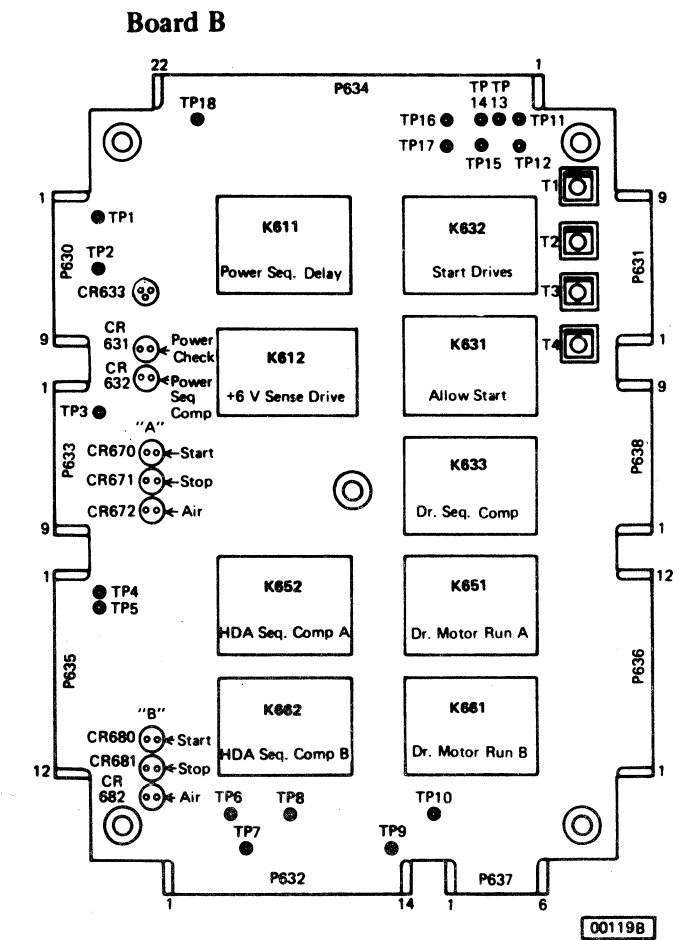 Board B
22
P634
1
TP18
TP TP
14 13
TP16
TP11
TP17
TP15
TP12
T1
1
9
TP1
K611
Power Seq. Delay
K632
Start Drives
T2
P630
P631
TP2
CR633
T3
CR
631
Power
Check
K612
+6 V Sense Drive
K631
Allow Start
T4
9
1
CR
632
Power
Seq
Comp
1
9
TP3
"A"
P633
P638
CR670
Start
CR671
Stop
CR672
Air
K633
Dr. Seq. Comp
9
1
1
12
TP4
TP5
K652
HDA Seq. Comp A
K651
Dr. Motor Run A
P635
P636
"B"
CR680
Start
CR681
Stop
CR
682
Air
K662
HDA Seq. Comp B
K661
Dr. Motor Run B
12
1
TP6
TP8
TP10
TP7
TP9
P632
P637
1
14
1
6
00119B